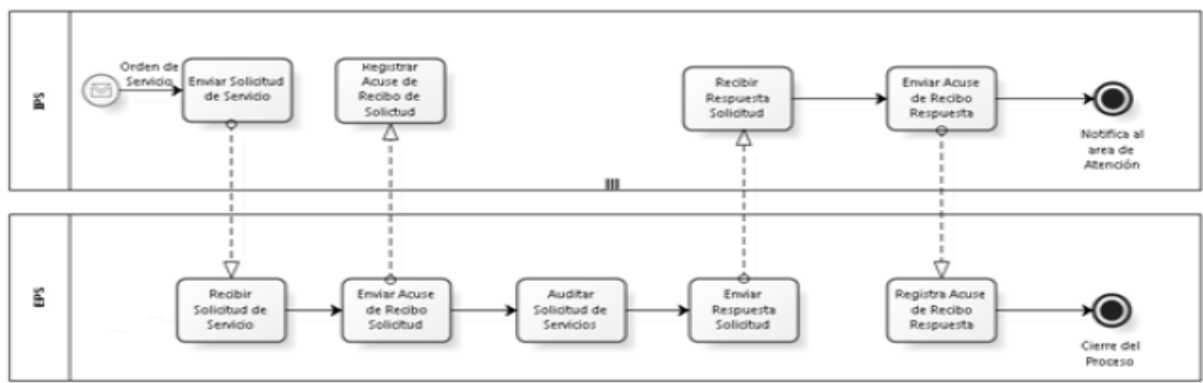 IPS
Orden de
Servicio
Enviar Solicitud
de Servicio
Registrar
Acuse de
Recibo de
Solictud
Recibir
Respuesta
Solicitud
Enviar Acuse
de Recibo
Respuesta
Notifica al
area de
Atención
EPS
Recibir
Solicitud de
Servicio
Enviar Acuse
de Recibo
Solicitud
Auditar
Solicitud de
Servicios
Enviar
Respuesta
Solicitud
Registra Acuse
de Recibo
Respuesta
Cierre del
Proceso